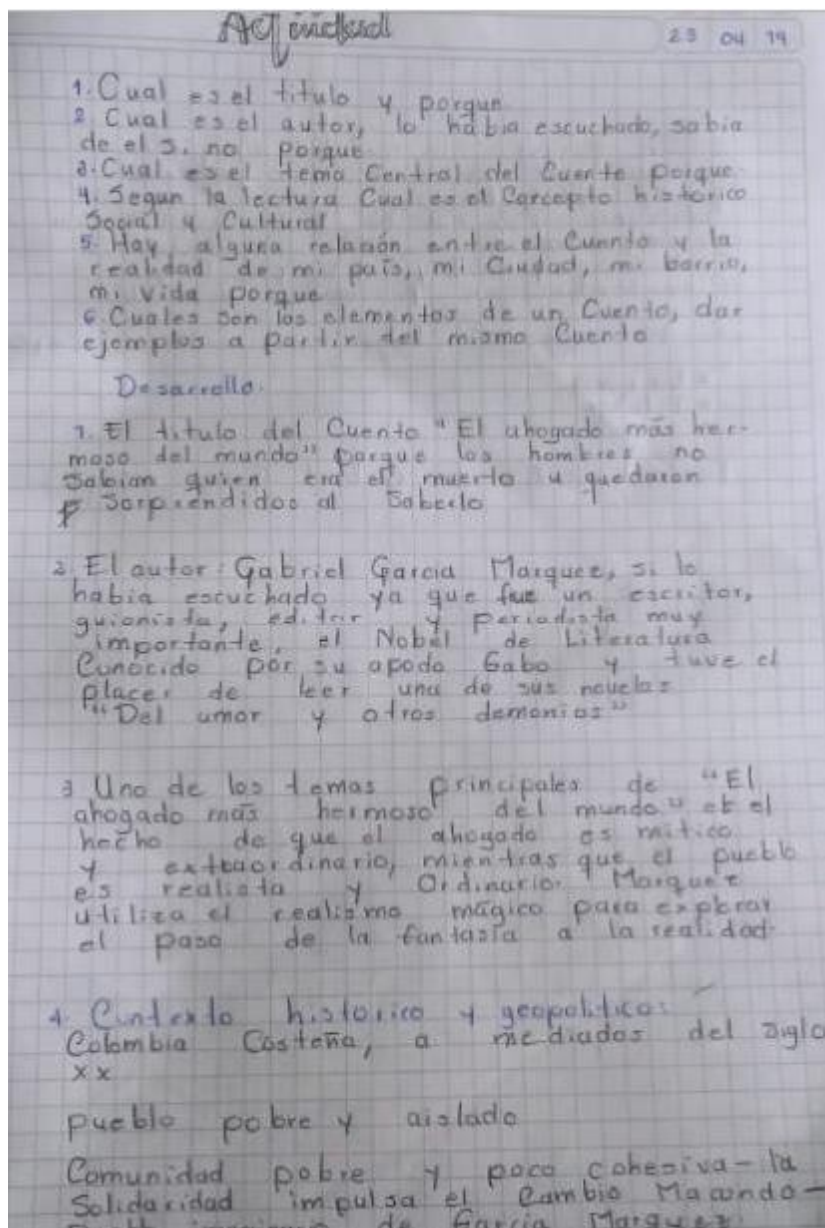 Actividad
23 04 19
1. Cual es el titulo y porque
2 Cual es el autor, lo habia escuchado, sabia
de el si no porque
3. Cual es el tema Central del Cuento porque
4. Segun la lectura Cual es el Concepto historico
Social y Cultural
5. Hay alguna relación entre el Cuento y la
realidad de mi país, mi Ciudad, mi barrio,
mi vida porque
6 Cuales son los elementos de un Cuento, dar
ejemplos a partir del mismo Cuento
Desarrollo.
1. El titulo del Cuento "El ahogado más her-
moso del mundo" porque los hombres no
Sabian quien era el muerto y quedaron
Sorprendidos al Saberlo
2 El autor: Gabriel Garcia Marquez, si lo
habia escuchado ya que fue un escritor,
guionista, editor y periodista muy
importante, el Nobel de Literatura
Conocido por su apodo Gabo y tuve el
placer de leer una de sus novelas
"Del amor y otros demonios"
3 Uno de los temas principales de "El
ahogado más hermoso del mundo" es el
hecho de que el ahogado es mitico
y extraordinario, mientras que el pueblo
es realista y Ordinario. Marquez
utiliza el realismo mágico para explorar
el paso de la fantasía a la realidad.
4. Contexto historico y geopolitico:
Colombia Costeña, a mediados del Siglo
XX
pueblo pobre y aislado
Comunidad pobre y poco cohesiva - la
Solidaridad impulsa el Cambio Macondo -
de Garcia Marquez